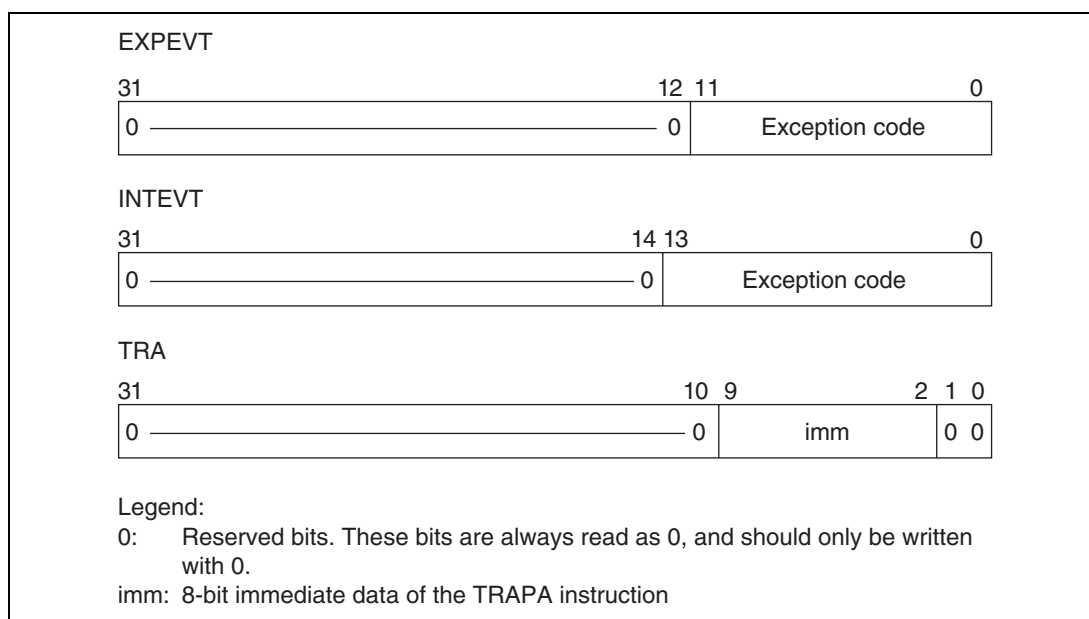 EXPEVT
31 12 11 0
0 0 Exception code
INTEVT
31 14 13 0
0 0 Exception code
TRA
31 10 9 2 1 0
0 0 imm 0 0
Legend:
0: Reserved bits. These bits are always read as 0, and should only be written
with 0.
imm: 8-bit immediate data of the TRAPA instruction